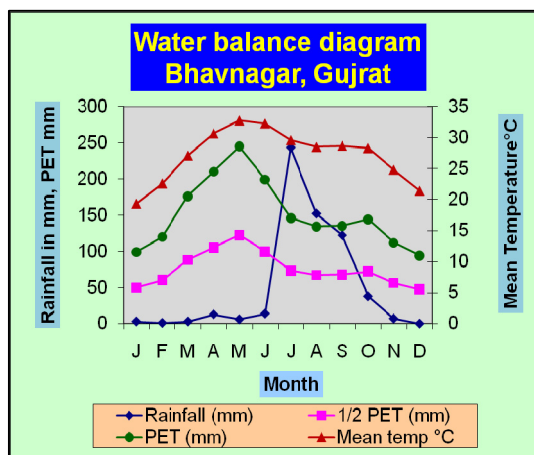 Water balance diagram
Bhavnagar, Gujrat
Rainfall in mm, PET mm
300
250
200
150
100
50
0
35
30
25
20
15
10
5
0
Mean Temperature°C
J F M A M J J A S O N D
Month
Rainfall (mm) 1/2 PET (mm)
PET (mm) Mean temp °C